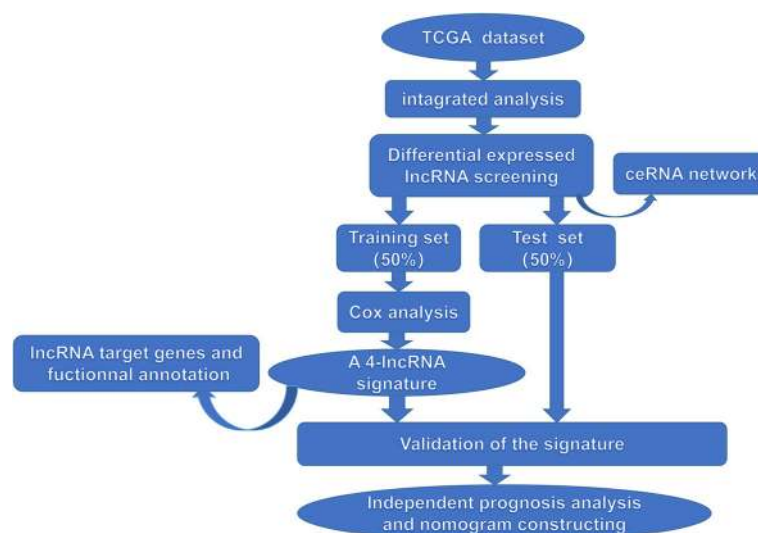 TCGA dataset
intagrated analysis
Differential expressed
lncRNA screening
ceRNA network
Training set
(50%)
Test set
(50%)
Cox analysis
lncRNA target genes and
fuctionnal annotation
A 4-lncRNA
signature
Validation of the signature
Independent prognosis analysis
and nomogram constructing